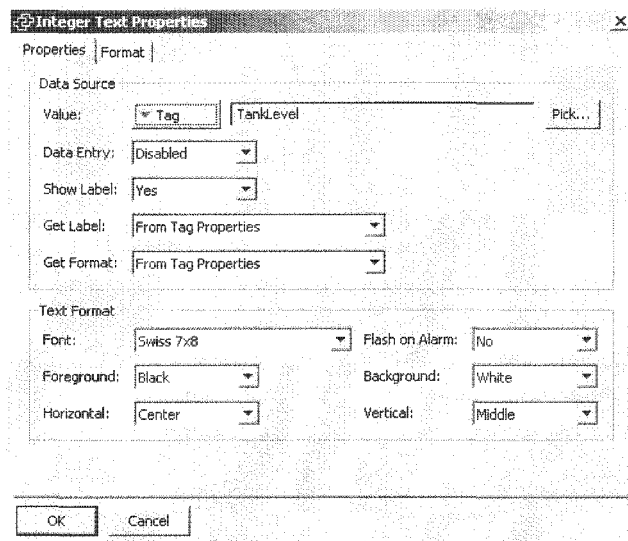 Integer Text Properties
Properties Format
Data Source
Value: Tag TankLevel Pick...
Data Entry: Disabled
Show Label: Yes
Get Label: From Tag Properties
Get Format: From Tag Properties
Text Format
Font: Swiss 7x8 Flash on Alarm: No
Foreground: Black Background: White
Horizontal: Center Vertical: Middle
OK Cancel